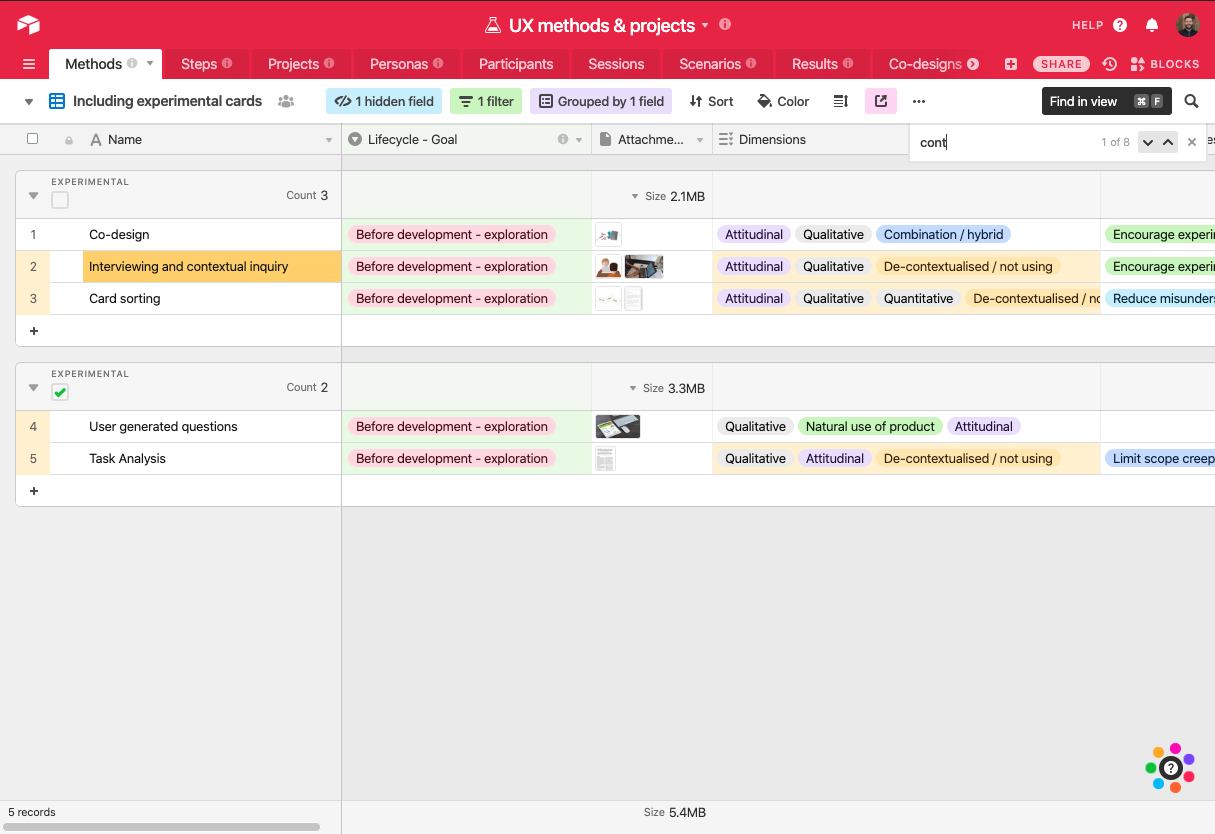 UX methods & projects
HELP
Methods Steps Projects Personas Participants Sessions Scenarios Results Co-designs SHARE BLOCKS
Including experimental cards 1 hidden field 1 filter Grouped by 1 field Sort Color Find in view ⌘ F
Name Lifecycle - Goal Attachme... Dimensions
cont 1 of 8
EXPERIMENTAL
Count 3 Size 2.1MB
1 Co-design Before development - exploration Attitudinal Qualitative Combination / hybrid Encourage experi
2 Interviewing and contextual inquiry Before development - exploration Attitudinal Qualitative De-contextualised / not using Encourage experi
3 Card sorting Before development - exploration Attitudinal Qualitative Quantitative De-contextualised / no Reduce misunders
+
EXPERIMENTAL
Count 2 Size 3.3MB
4 User generated questions Before development - exploration Qualitative Natural use of product Attitudinal
5 Task Analysis Before development - exploration Qualitative Attitudinal De-contextualised / not using Limit scope creep
+
5 records Size 5.4MB